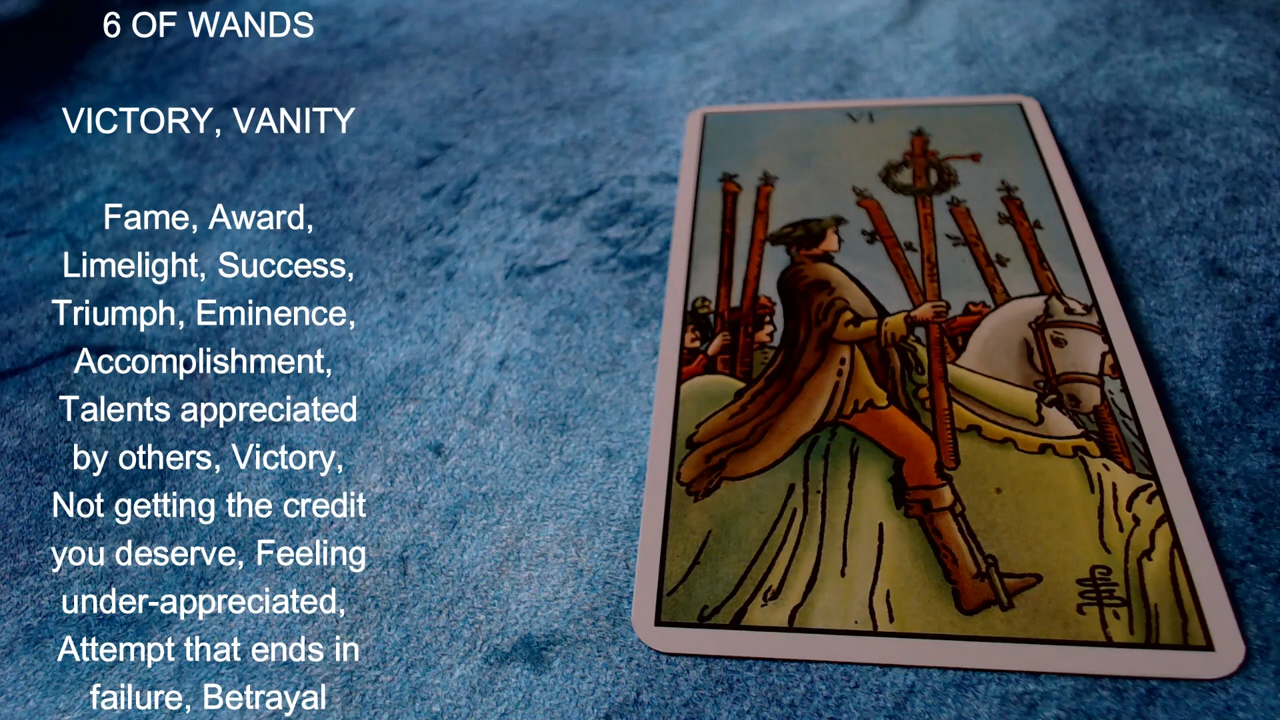 6 OF WANDS
VICTORY, VANITY
Fame, Award,
Limelight, Success,
Triumph, Eminence,
Accomplishment,
Talents appreciated
by others, Victory,
Not getting the credit
you deserve, Feeling
under-appreciated,
Attempt that ends in
failure, Betrayal
VI